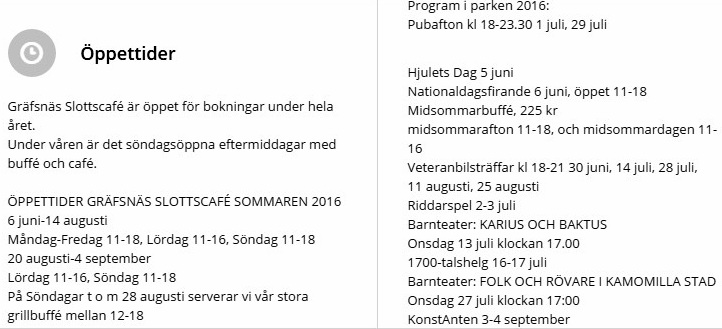 Öppettider
Gräfsnäs Slottscafé är öppet för bokningar under hela
året.
Under våren är det söndagsöppna eftermiddagar med
buffé och café.
ÖPPETTIDER GRÄFSNÄS SLOTTSCAFÉ SOMMAREN 2016
6 juni-14 augusti
Måndag-Fredag 11-18, Lördag 11-16, Söndag 11-18
20 augusti-4 september
Lördag 11-16, Söndag 11-18
På Söndagar t o m 28 augusti serverar vi vår stora
grillbuffé mellan 12-18
Program i parken 2016:
Pubafton kl 18-23.30 1 juli, 29 juli
Hjulets Dag 5 juni
Nationaldagsfirande 6 juni, öppet 11-18
Midsommarbuffé, 225 kr
midsommarafton 11-18, och midsommardagen 11-
16
Veteranbilsträffar kl 18-21 30 juni, 14 juli, 28 juli,
11 augusti, 25 augusti
Riddarspel 2-3 juli
Barnteater: KARIUS OCH BAKTUS
Onsdag 13 juli klockan 17.00
1700-talshelg 16-17 juli
Barnteater: FOLK OCH RÖVARE I KAMOMILLA STAD
Onsdag 27 juli klockan 17:00
KonstAnten 3-4 september